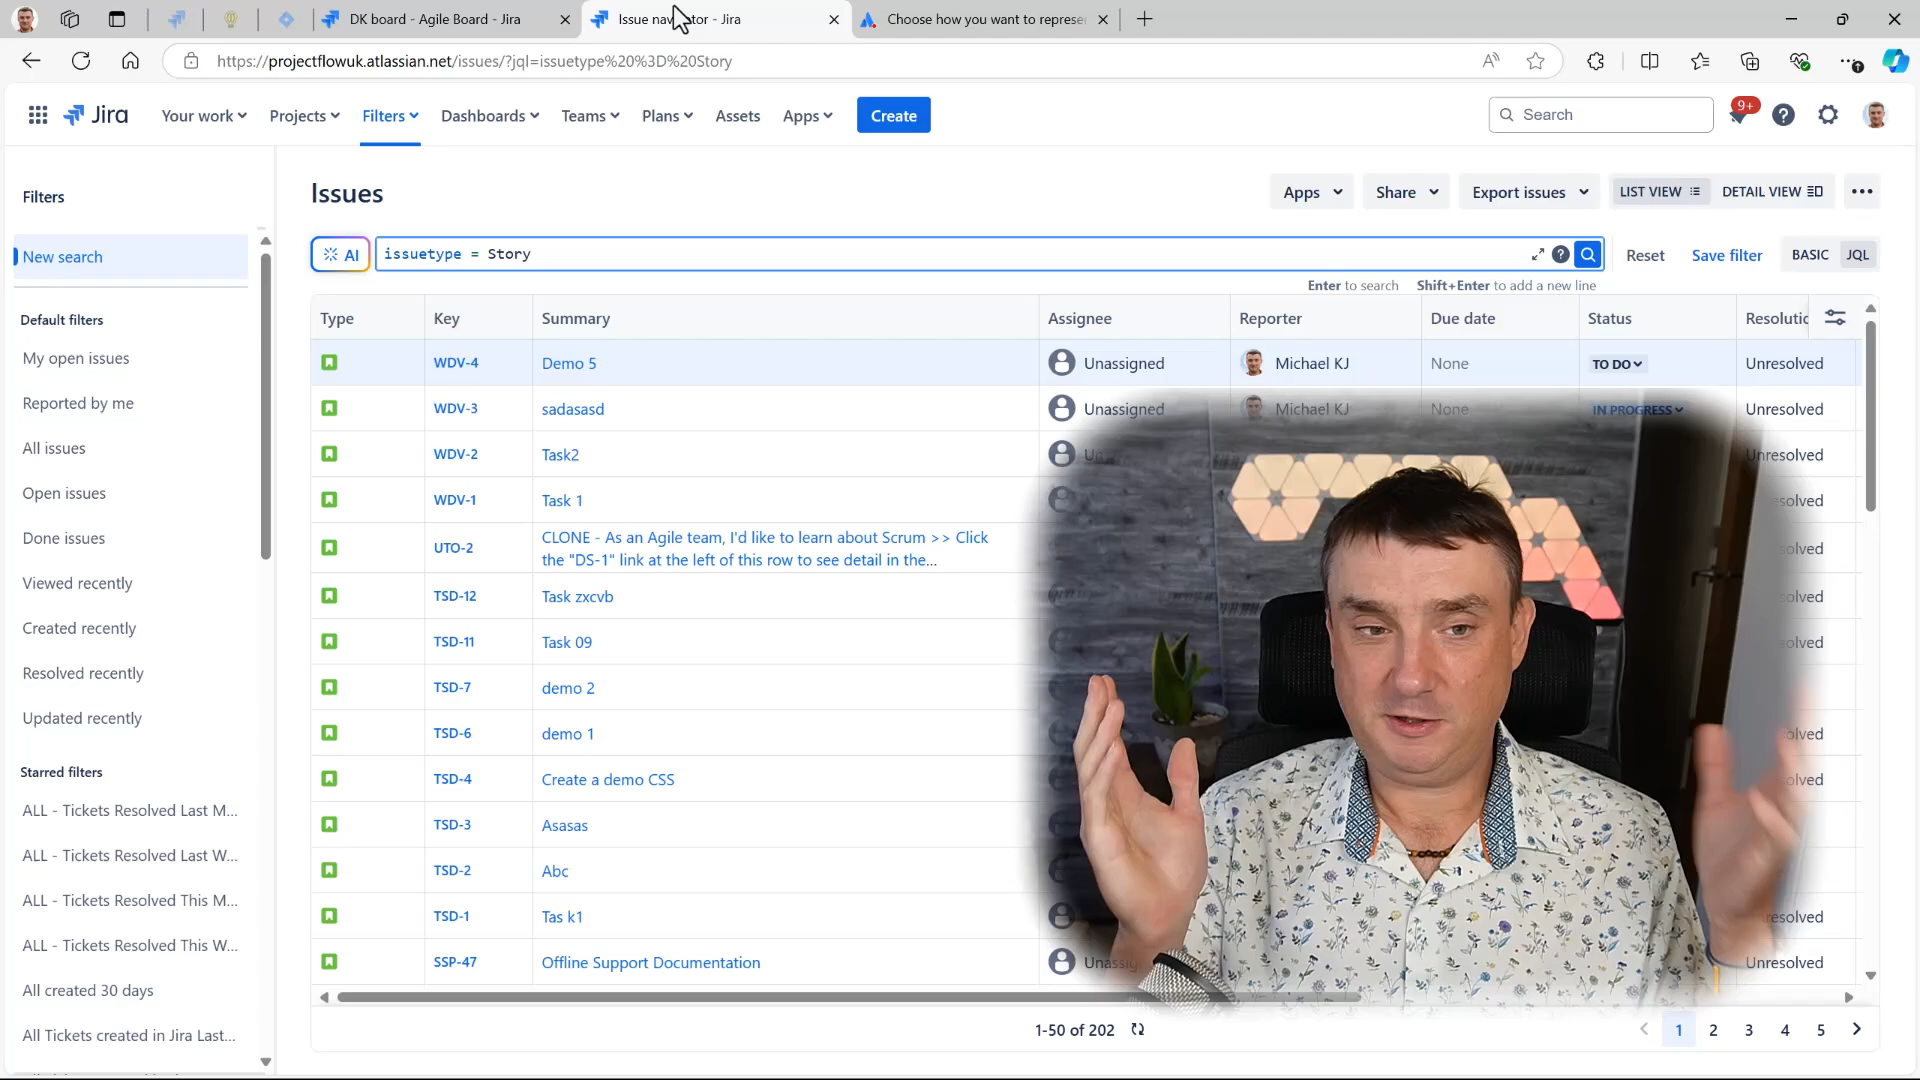 DK board - Agile Board - Jira
Issue navigator - Jira
Choose how you want to represe
https://projectflowuk.atlassian.net/issues/?jql=issuetype%20%3D%20Story
Jira
Your work
Projects
Filters
Dashboards
Teams
Plans
Assets
Apps
Create
Search
9+
Filters
New search
Default filters
My open issues
Reported by me
All issues
Open issues
Done issues
Viewed recently
Created recently
Resolved recently
Updated recently
Starred filters
ALL - Tickets Resolved Last M...
ALL - Tickets Resolved Last W...
ALL - Tickets Resolved This M...
ALL - Tickets Resolved This W...
All created 30 days
All Tickets created in Jira Last...
Issues
Apps
Share
Export issues
LIST VIEW
DETAIL VIEW
AI
issuetype = Story
Reset
Save filter
BASIC
JQL
Enter to search Shift+Enter to add a new line
Type Key Summary Assignee Reporter Due date Status Resolutic
WDV-4 Demo 5 Unassigned Michael KJ None TO DO Unresolved
WDV-3 sadasasd Unassigned Michael KJ None IN PROGRESS Unresolved
WDV-2 Task2 Unresolved
WDV-1 Task 1
UTO-2 CLONE - As an Agile team, I'd like to learn about Scrum >> Click
the "DS-1" link at the left of this row to see detail in the...
TSD-12 Task zxcvb
TSD-11 Task 09
TSD-7 demo 2
TSD-6 demo 1
TSD-4 Create a demo CSS
TSD-3 Asasas
TSD-2 Abc
TSD-1 Tas k1
SSP-47 Offline Support Documentation Unresolved
1-50 of 202
1 2 3 4 5